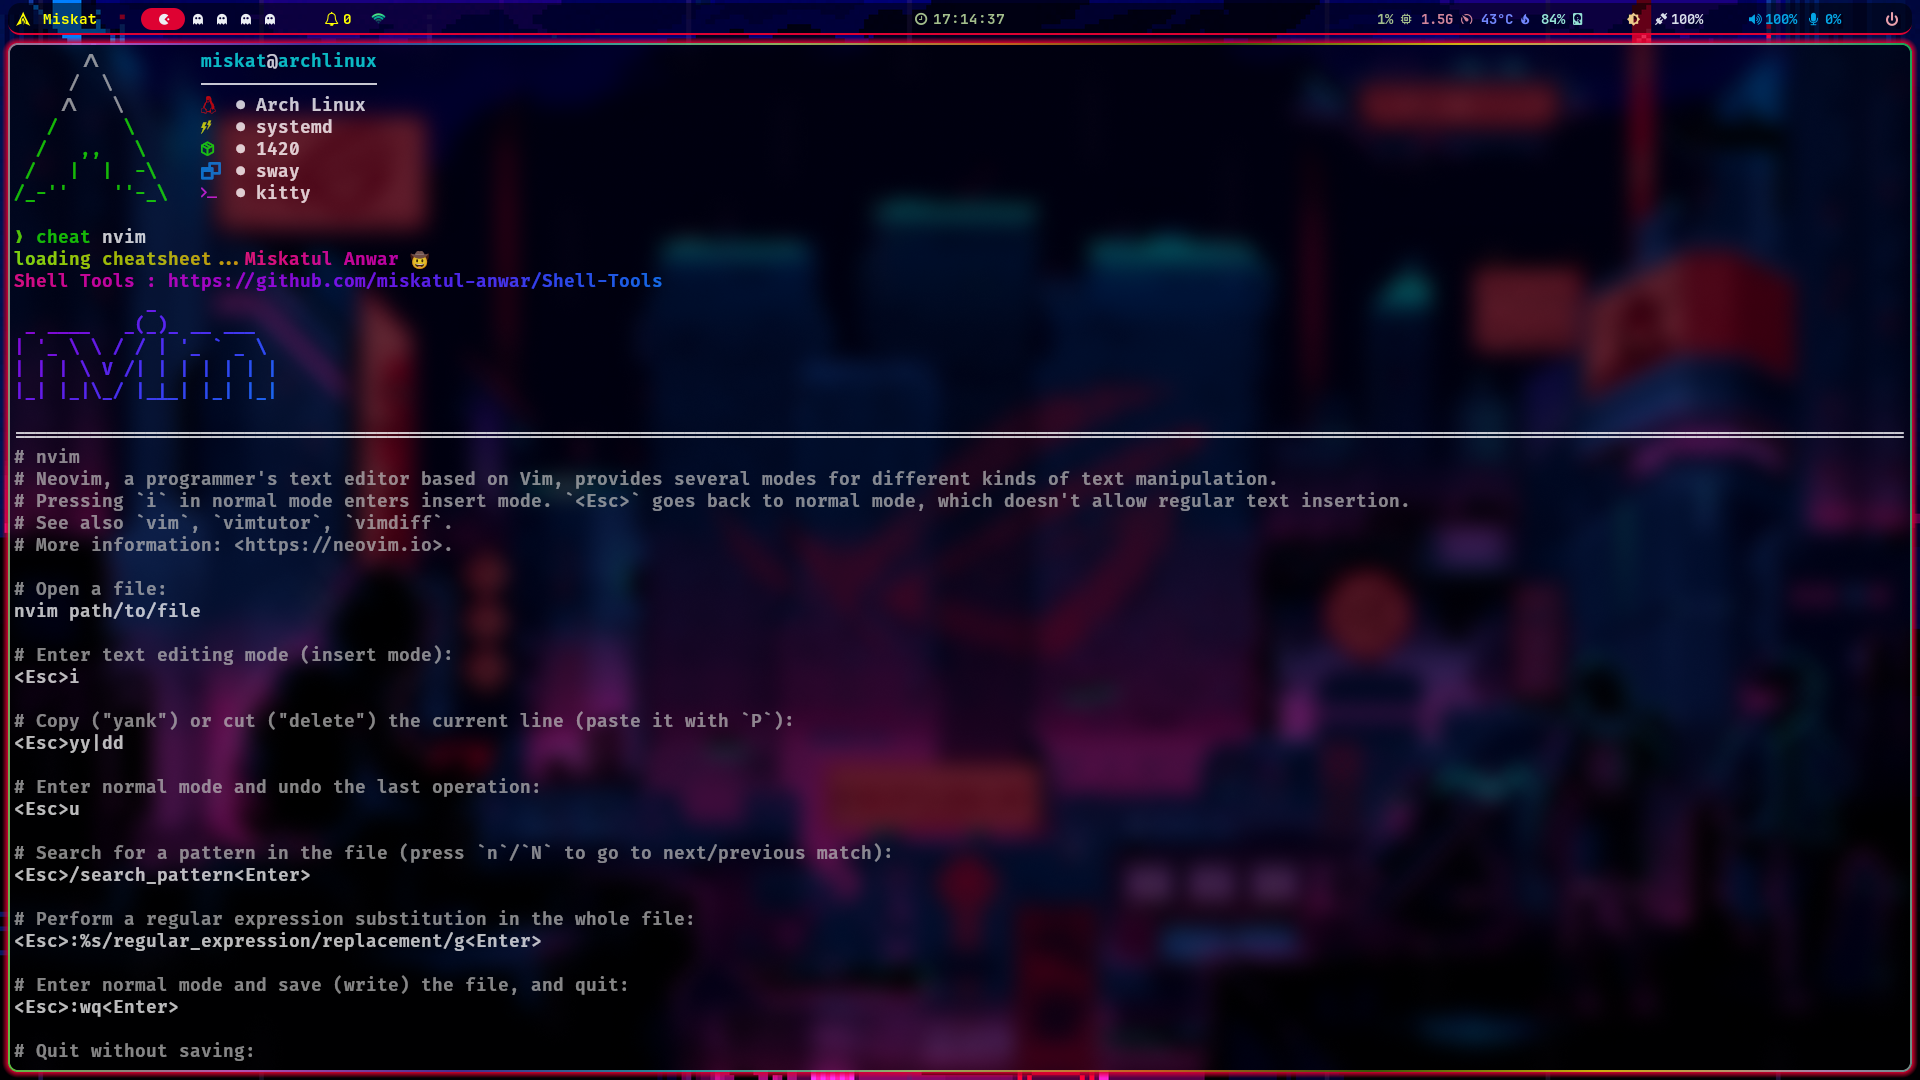 Miskat 0 17:14:37 1% 1.5G 43°C 84% 100% 100% 0%
miskat@archlinux
● Arch Linux
● systemd
● 1420
● sway
● kitty
❯ cheat nvim
loading cheatsheet ... Miskatul Anwar 🤠
Shell Tools : https://github.com/miskatul-anwar/Shell-Tools
nvim
# nvim
# Neovim, a programmer's text editor based on Vim, provides several modes for different kinds of text manipulation.
# Pressing `i` in normal mode enters insert mode. `<Esc>` goes back to normal mode, which doesn't allow regular text insertion.
# See also `vim`, `vimtutor`, `vimdiff`.
# More information: <https://neovim.io>.
# Open a file:
nvim path/to/file
# Enter text editing mode (insert mode):
<Esc>i
# Copy ("yank") or cut ("delete") the current line (paste it with `P`):
<Esc>yy|dd
# Enter normal mode and undo the last operation:
<Esc>u
# Search for a pattern in the file (press `n`/`N` to go to next/previous match):
<Esc>/search_pattern<Enter>
# Perform a regular expression substitution in the whole file:
<Esc>:%s/regular_expression/replacement/g<Enter>
# Enter normal mode and save (write) the file, and quit:
<Esc>:wq<Enter>
# Quit without saving: